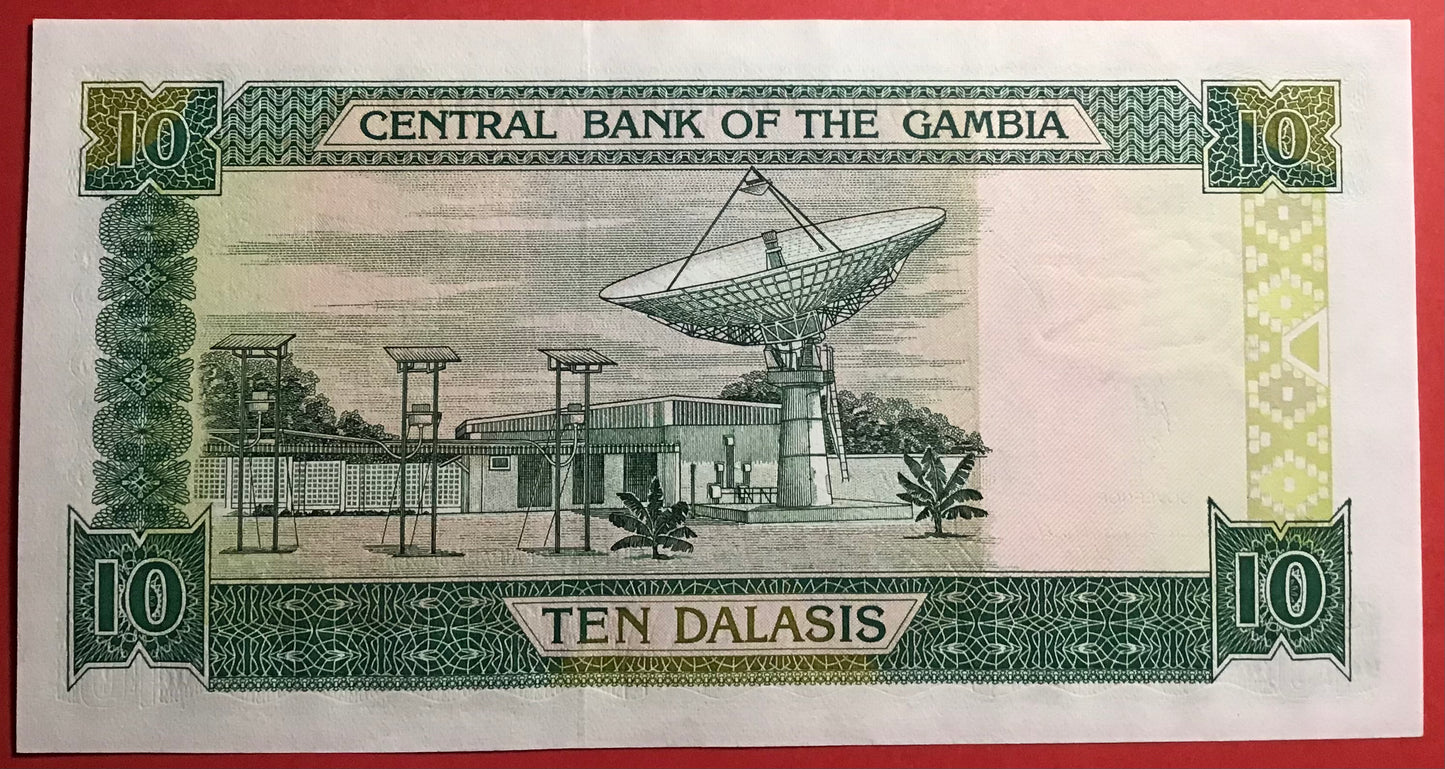 10 CENTRAL BANK OF THE GAMBIA 10
10 TEN DALASIS 10